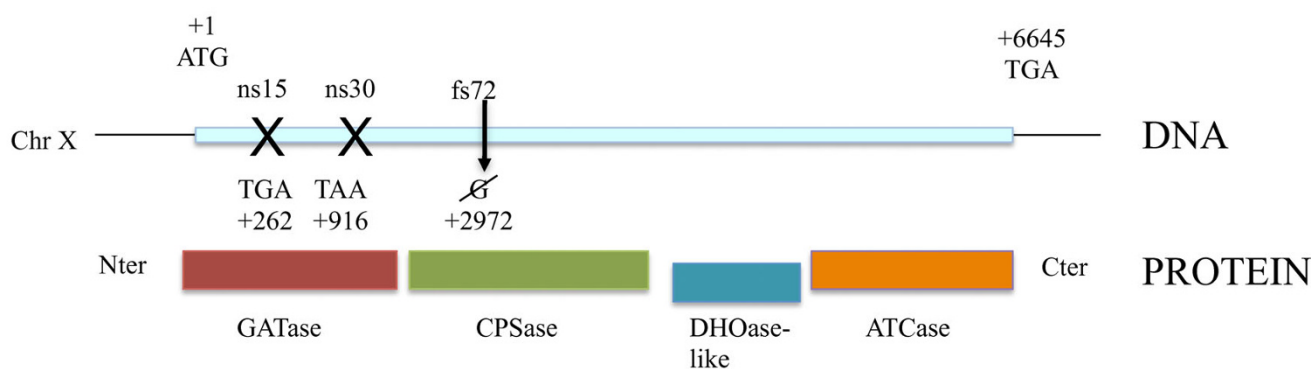 +1
ATG
+6645
TGA
ns15
ns30
fs72
Chr X
DNA
TGA
TAA
G
+262
+916
+2972
Nter
Cter
PROTEIN
GATase
CPSase
DHOase-
like
ATCase